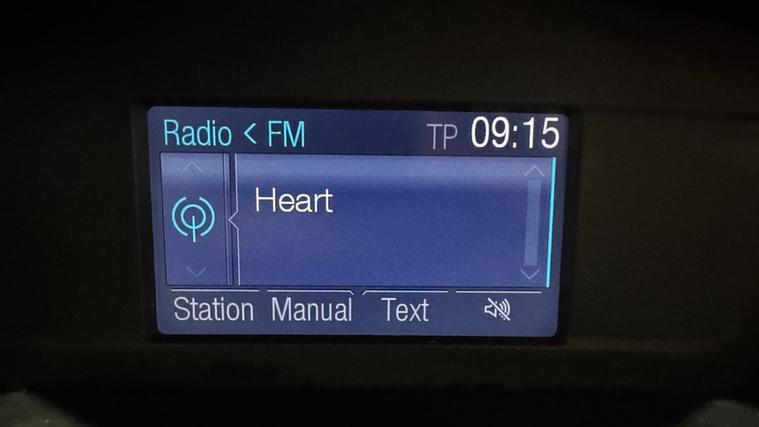 Radio < FM TP 09:15
Heart
Station Manual Text